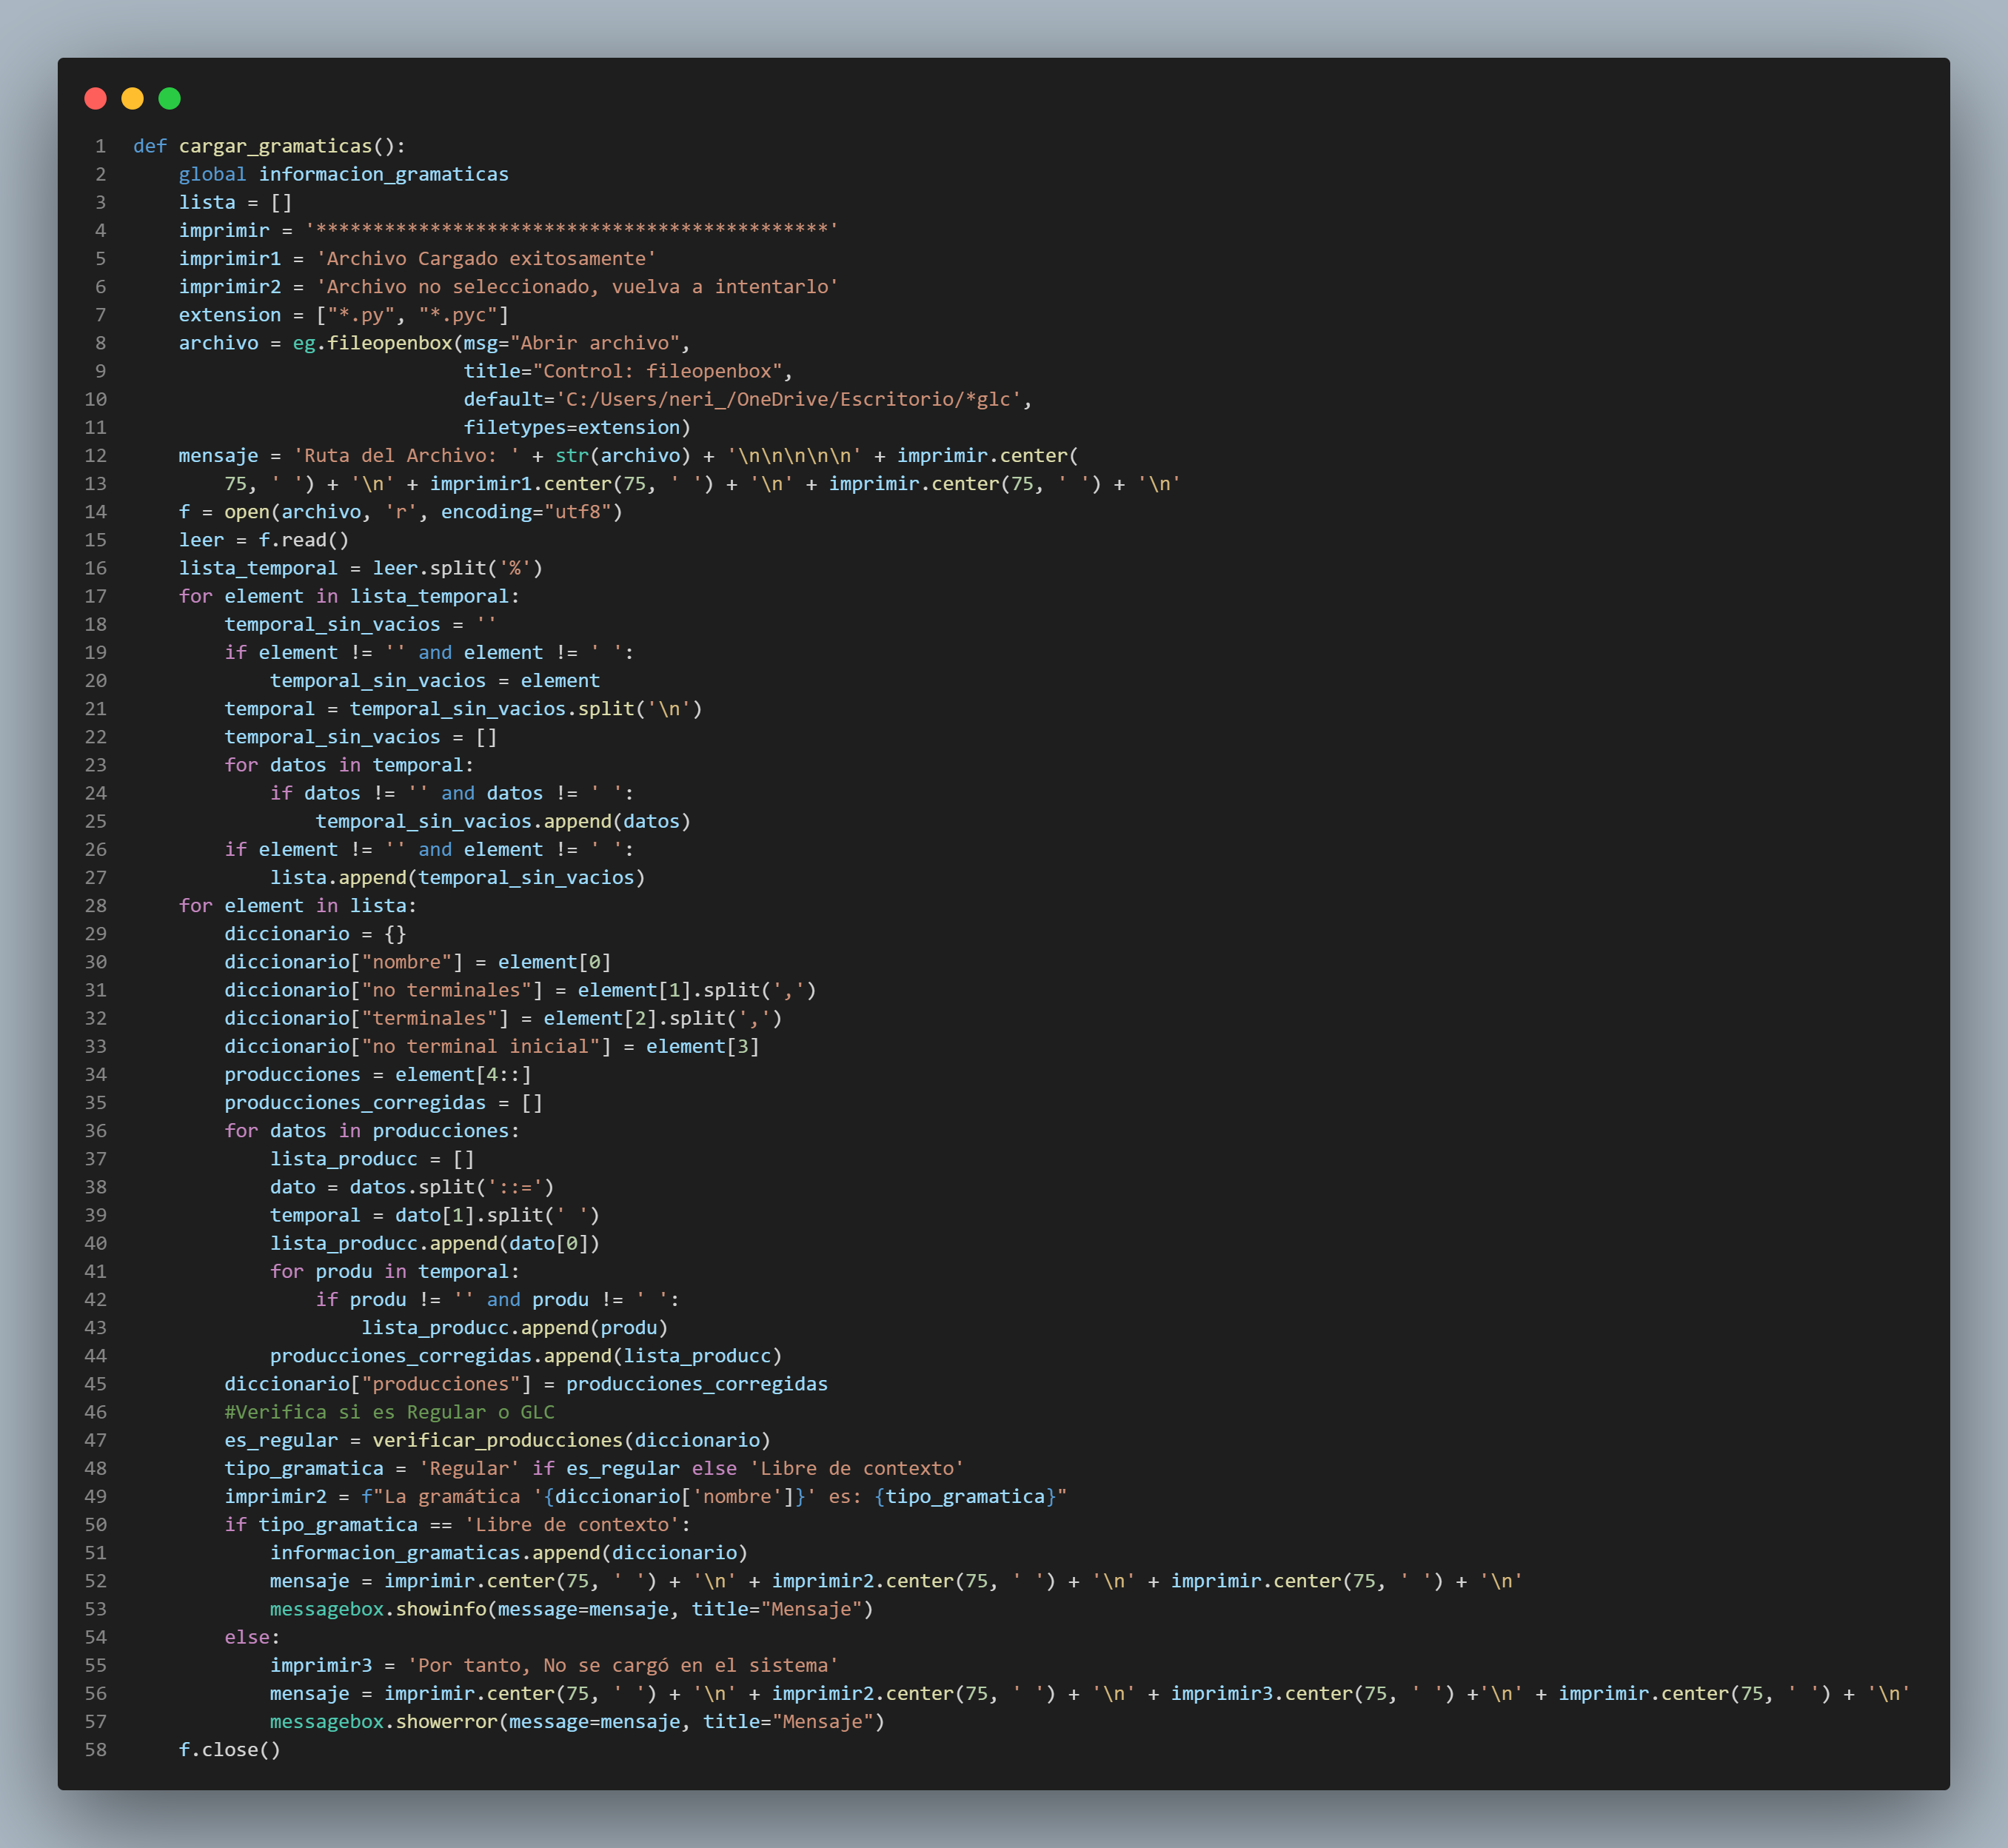 1 def cargar_gramaticas():
2     global informacion_gramaticas
3     lista = []
4     imprimir = '*********************************************'
5     imprimir1 = 'Archivo Cargado exitosamente'
6     imprimir2 = 'Archivo no seleccionado, vuelva a intentarlo'
7     extension = ["*.py", "*.pyc"]
8     archivo = eg.fileopenbox(msg="Abrir archivo",
9                              title="Control: fileopenbox",
10                              default='C:/Users/neri_/OneDrive/Escritorio/*glc',
11                              filetypes=extension)
12     mensaje = 'Ruta del Archivo: ' + str(archivo) + '\n\n\n\n\n' + imprimir.center(
13         75, ' ') + '\n' + imprimir1.center(75, ' ') + '\n' + imprimir.center(75, ' ') + '\n'
14     f = open(archivo, 'r', encoding="utf8")
15     leer = f.read()
16     lista_temporal = leer.split('%')
17     for element in lista_temporal:
18         temporal_sin_vacios = ''
19         if element != '' and element != ' ':
20             temporal_sin_vacios = element
21         temporal = temporal_sin_vacios.split('\n')
22         temporal_sin_vacios = []
23         for datos in temporal:
24             if datos != '' and datos != ' ':
25                 temporal_sin_vacios.append(datos)
26         if element != '' and element != ' ':
27             lista.append(temporal_sin_vacios)
28     for element in lista:
29         diccionario = {}
30         diccionario["nombre"] = element[0]
31         diccionario["no terminales"] = element[1].split(',')
32         diccionario["terminales"] = element[2].split(',')
33         diccionario["no terminal inicial"] = element[3]
34         producciones = element[4::]
35         producciones_corregidas = []
36         for datos in producciones:
37             lista_producc = []
38             dato = datos.split('::=')
39             temporal = dato[1].split(' ')
40             lista_producc.append(dato[0])
41             for produ in temporal:
42                 if produ != '' and produ != ' ':
43                     lista_producc.append(produ)
44             producciones_corregidas.append(lista_producc)
45         diccionario["producciones"] = producciones_corregidas
46         #Verifica si es Regular o GLC
47         es_regular = verificar_producciones(diccionario)
48         tipo_gramatica = 'Regular' if es_regular else 'Libre de contexto'
49         imprimir2 = f"La gramática '{diccionario['nombre']}' es: {tipo_gramatica}"
50         if tipo_gramatica == 'Libre de contexto':
51             informacion_gramaticas.append(diccionario)
52             mensaje = imprimir.center(75, ' ') + '\n' + imprimir2.center(75, ' ') + '\n' + imprimir.center(75, ' ') + '\n'
53             messagebox.showinfo(message=mensaje, title="Mensaje")
54         else:
55             imprimir3 = 'Por tanto, No se cargó en el sistema'
56             mensaje = imprimir.center(75, ' ') + '\n' + imprimir2.center(75, ' ') + '\n' + imprimir3.center(75, ' ') +'\n' + imprimir.center(75, ' ') + '\n'
57             messagebox.showerror(message=mensaje, title="Mensaje")
58     f.close()